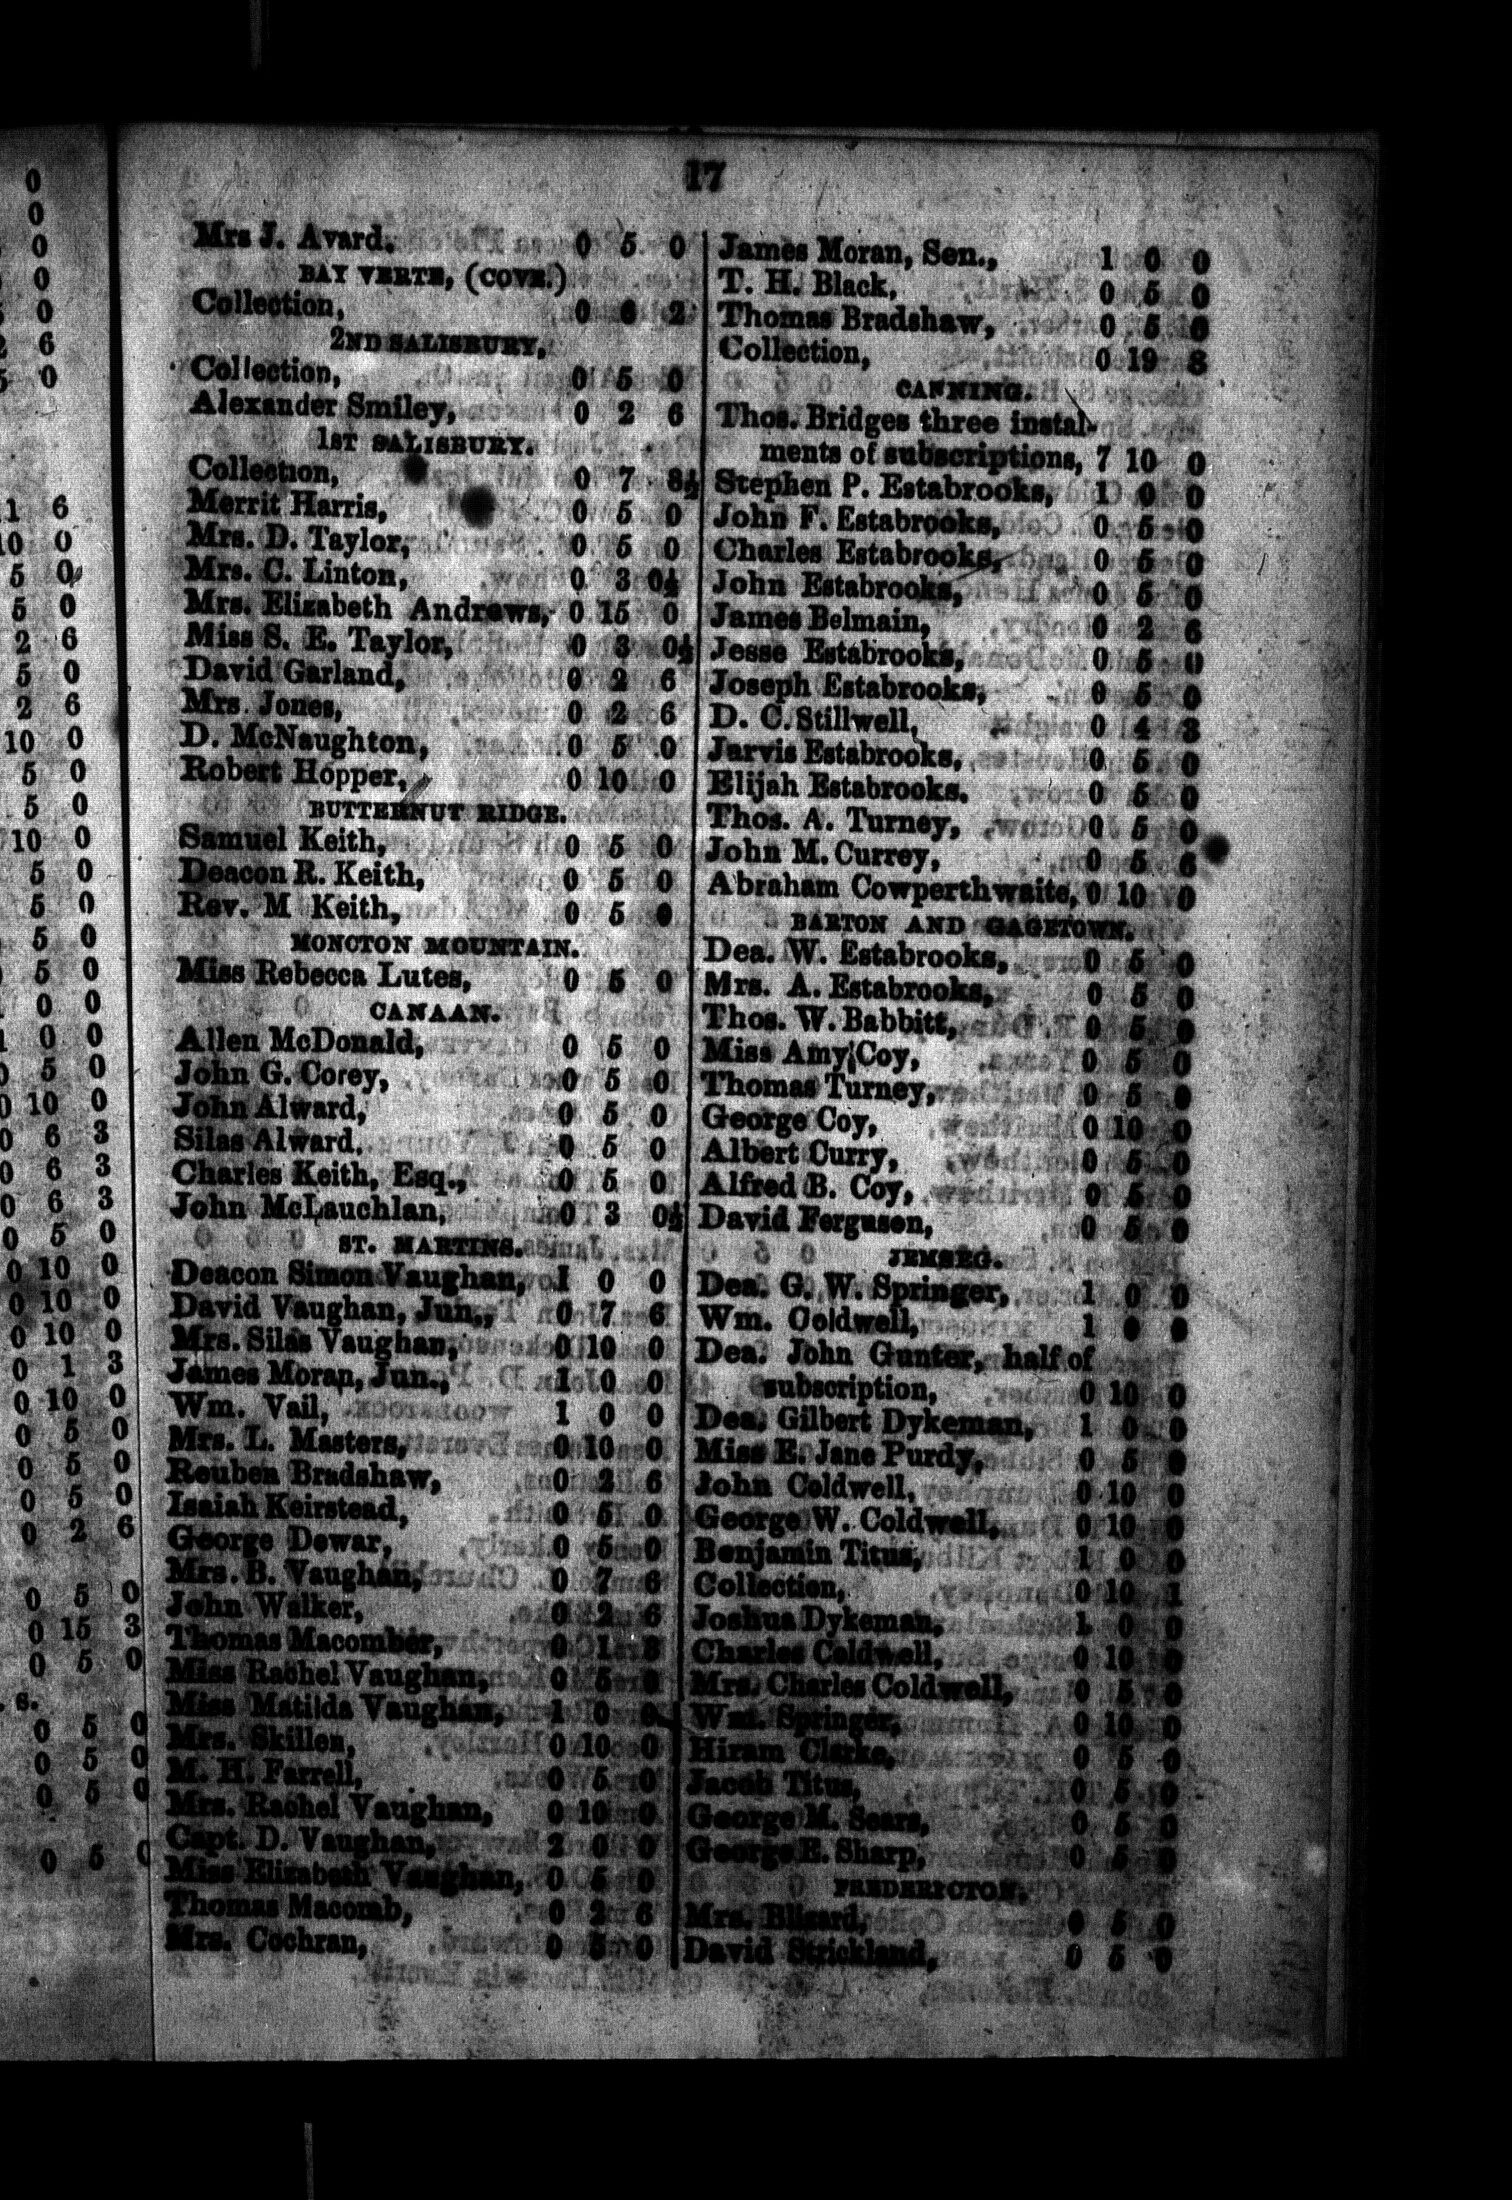 17
Mrs J. Avard. 0 5 0
BAY VERTE, (COVE.)
Collection, 0 6 2
2ND SALISBURY,
Collection, 0 5 0
Alexander Smiley, 0 2 6
1ST SALISBURY.
Collection, 0 7 8½
Merrit Harris, 0 5 0
Mrs. D. Taylor, 0 5 0
Mrs. C. Linton, 0 3 0½
Mrs. Elizabeth Andrews, 0 15 0
Miss S. E. Taylor, 0 3 0½
David Garland, 0 2 6
Mrs. Jones, 0 2 6
D. McNaughton, 0 5 0
Robert Hopper, 0 10 0
BUTTERNUT RIDGE.
Samuel Keith, 0 5 0
Deacon R. Keith, 0 5 0
Rev. M Keith, 0 5 0
MONCTON MOUNTAIN.
Miss Rebecca Lutes, 0 5 0
CANAAN.
Allen McDonald, 0 5 0
John G. Corey, 0 5 0
John Alward, 0 5 0
Silas Alward. 0 5 0
Charles Keith, Esq., 0 5 0
John McLauchlan, 0 3 0½
ST. MARTINS.
Deacon Simon Vaughan, 1 0 0
David Vaughan, Jun., 0 7 6
Mrs. Silas Vaughan, 0 10 0
James Moran, Jun., 1 0 0
Wm. Vail, 1 0 0
Mrs. L. Masters, 0 10 0
Reuben Bradshaw, 0 2 6
Isaiah Keirstead, 0 5 0
George Dewar, 0 5 0
Mrs. B. Vaughan, 0 7 6
John Walker, 0 2 6
Thomas Macomber, 0 1 3
Miss Rachel Vaughan, 0 5 0
Miss Matilda Vaughan, 1 0 0
Mrs. Skillen, 0 10 0
M. H. Farrell, 0 5 0
Mrs. Rachel Vaughan, 0 10 0
Capt. D. Vaughan, 2 0 0
Miss Elizabeth Vaughan, 0 5 0
Thomas Macomb, 0 2 6
Mrs. Cochran, 0 5 0
James Moran, Sen., 1 0 0
T. H. Black, 0 5 0
Thomas Bradshaw, 0 5 0
Collection, 0 19 8
CANNING.
Thos. Bridges three instal-
ments of subscriptions, 7 10 0
Stephen P. Estabrooks, 1 0 0
John F. Estabrooks, 0 5 0
Charles Estabrooks, 0 5 0
John Estabrooks, 0 5 0
James Belmain, 0 2 6
Jesse Estabrooks, 0 5 0
Joseph Estabrooks, 0 5 0
D. C. Stillwell, 0 4 3
Jarvis Estabrooks, 0 5 0
Elijah Estabrooks. 0 5 0
Thos. A. Turney, 0 5 0
John M. Currey, 0 5 6
Abraham Cowperthwaite, 0 10 0
BARTON AND GAGETOWN.
Dea. W. Estabrooks, 0 5 0
Mrs. A. Estabrooks, 0 5 0
Thos. W. Babbitt, 0 5 0
Miss Amy Coy, 0 5 0
Thomas Turney, 0 5 0
George Coy, 0 10 0
Albert Curry, 0 5 0
Alfred B. Coy, 0 5 0
David Ferguson, 0 5 0
JEMSEG.
Dea. G. W. Springer, 1 0 0
Wm. Coldwell, 1 0 0
Dea. John Gunter, half of
subscription, 0 10 0
Dea. Gilbert Dykeman, 1 0 0
Miss E. Jane Purdy, 0 5 0
John Coldwell, 0 10 0
George W. Coldwell, 0 10 0
Benjamin Titus, 1 0 0
Collection, 0 10 1
Joshua Dykeman, 1 0 0
Charles Coldwell, 0 10 0
Mrs. Charles Coldwell, 0 5 0
Wm. Springer, 0 10 0
Hiram Clarke, 0 5 0
Jacob Titus, 0 5 0
George M. Sears, 0 5 0
George E. Sharp, 0 5 0
FREDERICTON.
Mrs. Blizard, 0 5 0
David Strickland, 0 5 0